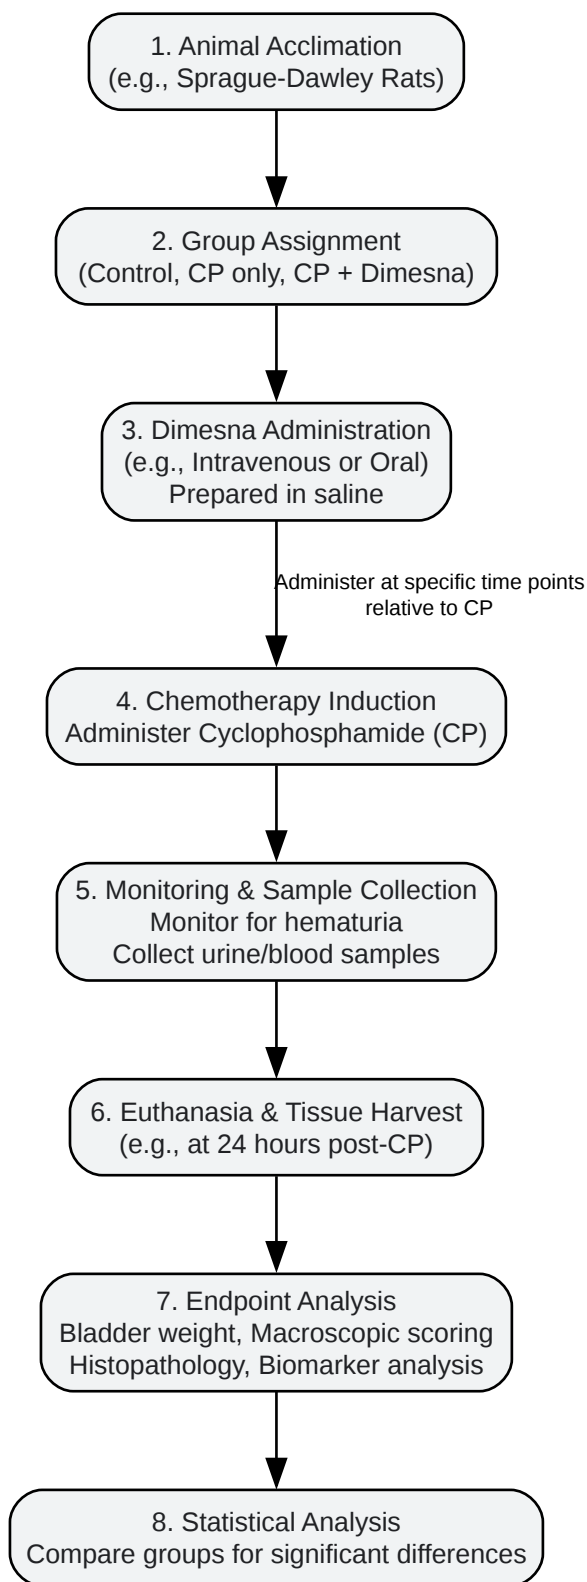 1. Animal Acclimation
(e.g., Sprague-Dawley Rats)
2. Group Assignment
(Control, CP only, CP + Dimesna)
3. Dimesna Administration
(e.g., Intravenous or Oral)
Prepared in saline
Administer at specific time points
relative to CP
4. Chemotherapy Induction
Administer Cyclophosphamide (CP)
5. Monitoring & Sample Collection
Monitor for hematuria
Collect urine/blood samples
6. Euthanasia & Tissue Harvest
(e.g., at 24 hours post-CP)
7. Endpoint Analysis
Bladder weight, Macroscopic scoring
Histopathology, Biomarker analysis
8. Statistical Analysis
Compare groups for significant differences